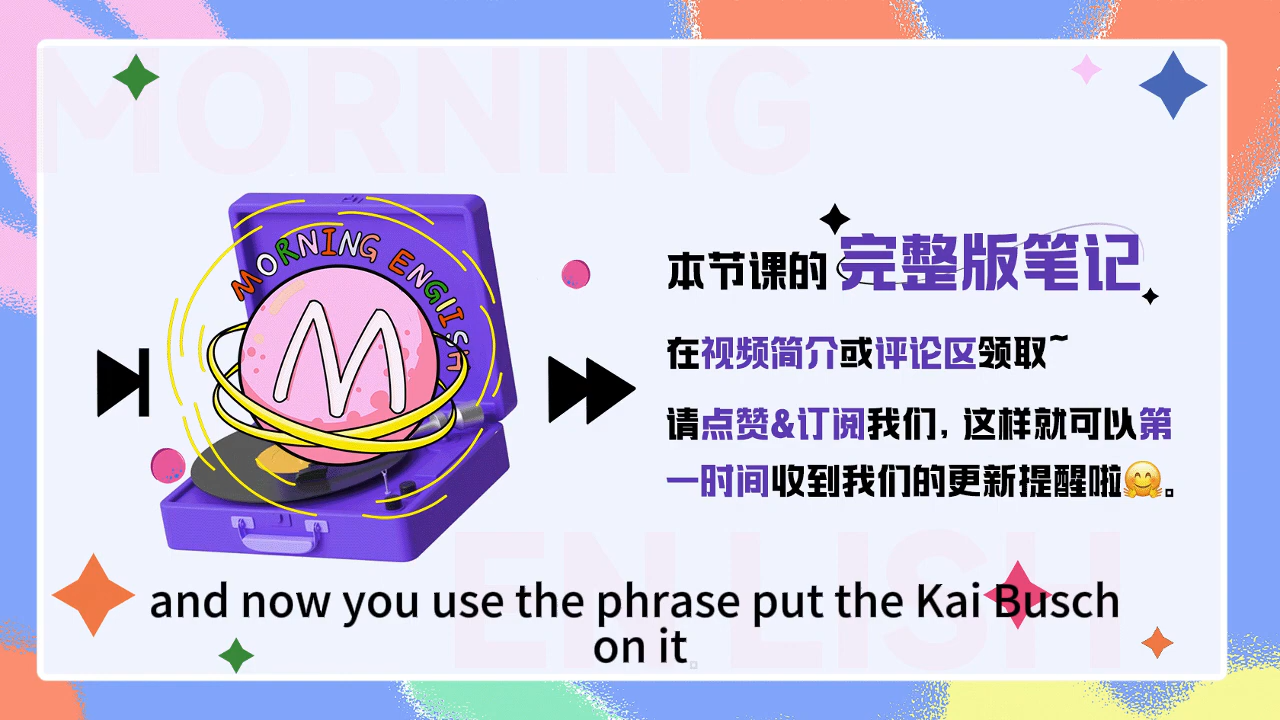 MORNING
MORNING ENGLISH
M
本节课的 完整版笔记
在视频简介或评论区领取~
请点赞&订阅我们，这样就可以第
一时间收到我们的更新提醒啦🤗。
ENGLISH
and now you use the phrase put the Kai Busch
on it